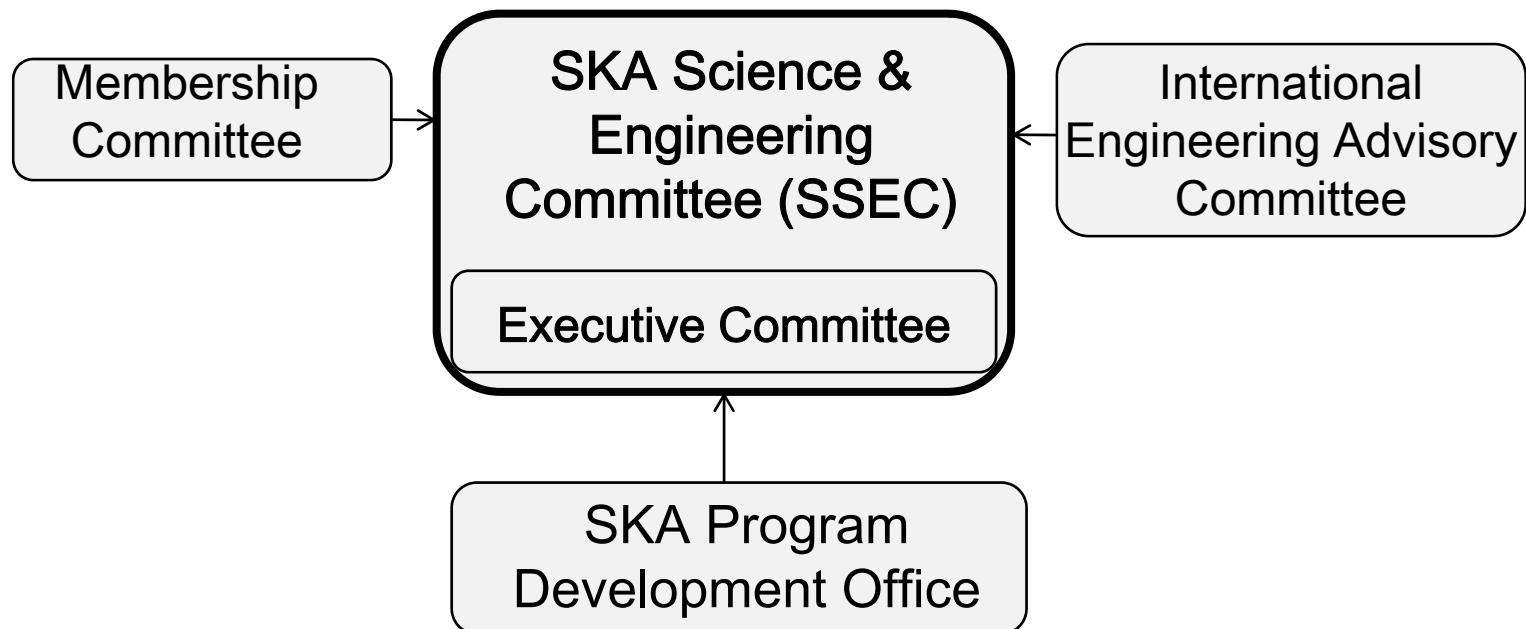 Membership
Committee
SKA Science &
Engineering
Committee (SSEC)
Executive Committee
International
Engineering Advisory
Committee
SKA Program
Development Office